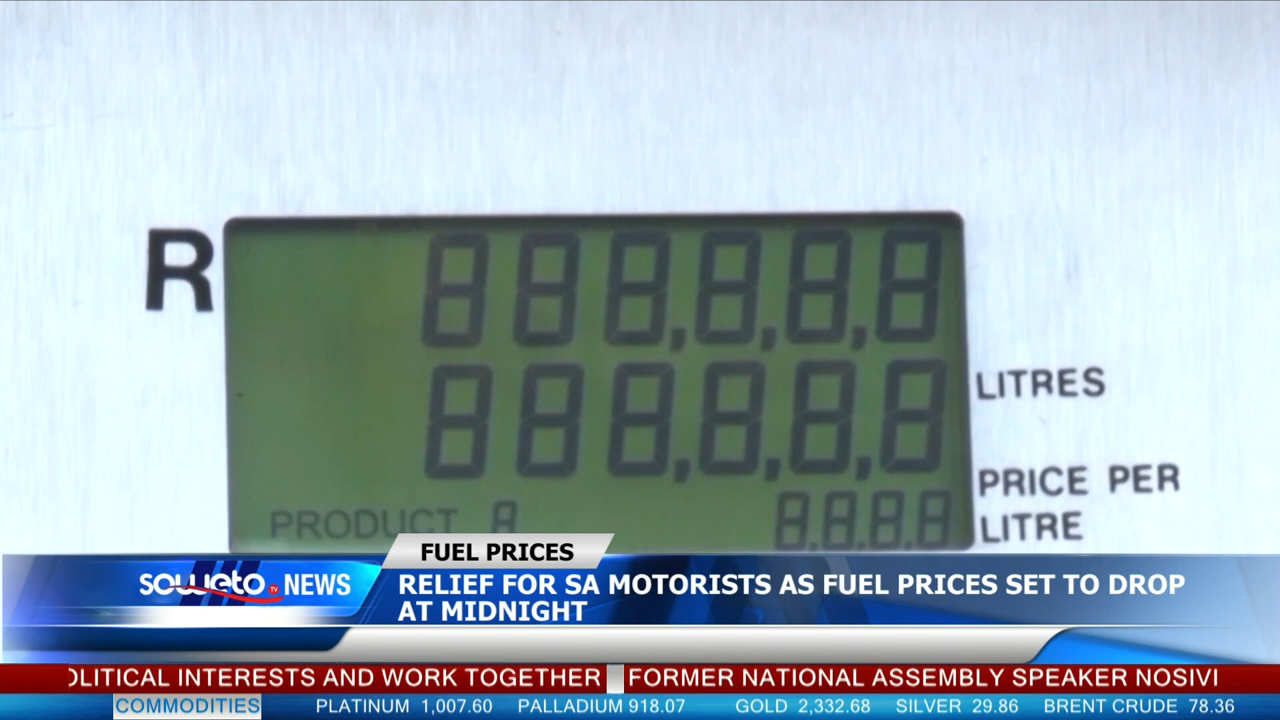 R 888,8,8,8
888,8,8,8 LITRES
PRODUCT 8 8.8.8.8 PRICE PER
LITRE
FUEL PRICES
SOWETO.TV NEWS
RELIEF FOR SA MOTORISTS AS FUEL PRICES SET TO DROP
AT MIDNIGHT
OLITICAL INTERESTS AND WORK TOGETHER FORMER NATIONAL ASSEMBLY SPEAKER NOSIVI
COMMODITIES PLATINUM 1,007.60 PALLADIUM 918.07 GOLD 2,332.68 SILVER 29.86 BRENT CRUDE 78.36